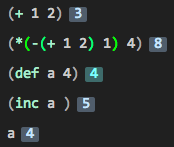 (+ 1 2) 3
(*(-(+ 1 2) 1) 4) 8
(def a 4) 4
(inc a ) 5
a 4